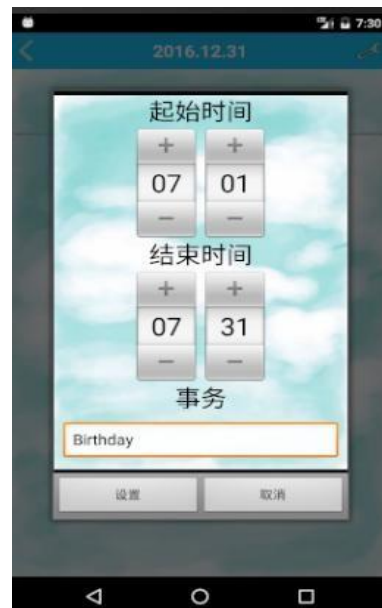 7:30
2016.12.31
起始时间
+ +
07 01
− −
结束时间
+ +
07 31
− −
事务
Birthday
设置 取消